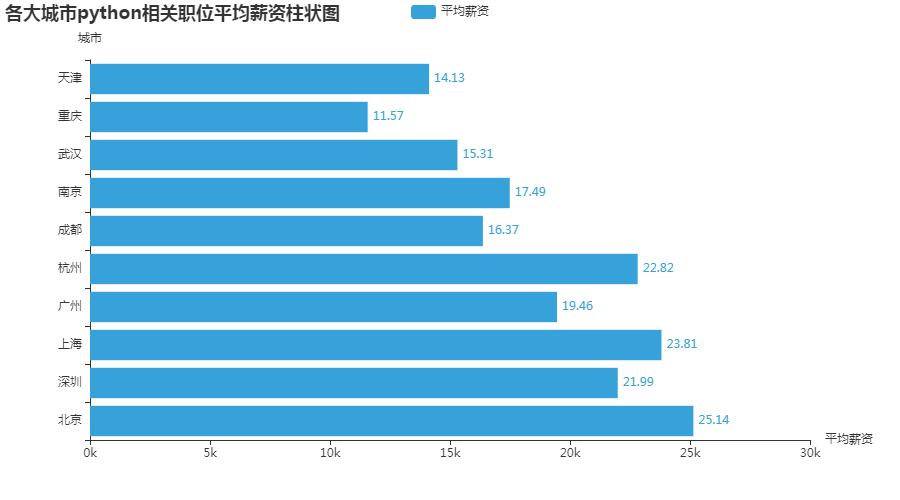 各大城市python相关职位平均薪资柱状图
平均薪资
城市
天津 14.13
重庆 11.57
武汉 15.31
南京 17.49
成都 16.37
杭州 22.82
广州 19.46
上海 23.81
深圳 21.99
北京 25.14
平均薪资
0k 5k 10k 15k 20k 25k 30k